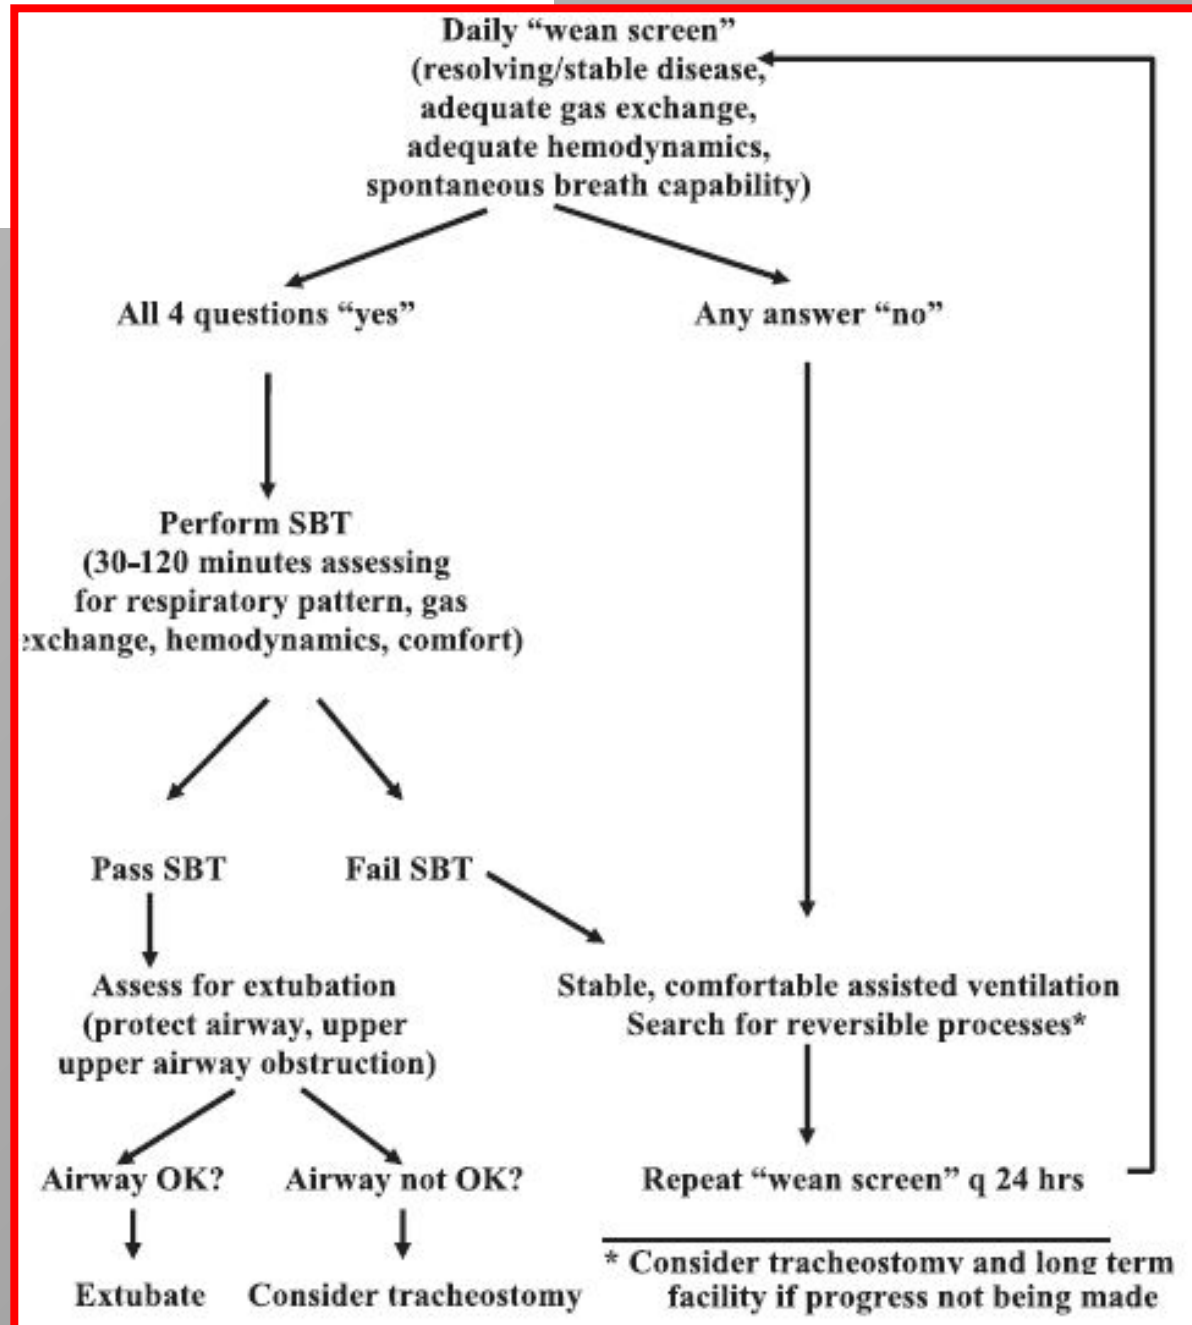 Daily “wean screen”
(resolving/stable disease,
adequate gas exchange,
adequate hemodynamics,
spontaneous breath capability)
All 4 questions “yes”
Any answer “no”
Perform SBT
(30-120 minutes assessing
for respiratory pattern, gas
xchange, hemodynamics, comfort)
Pass SBT
Fail SBT
Assess for extubation
(protect airway, upper
upper airway obstruction)
Stable, comfortable assisted ventilation
Search for reversible processes*
Airway OK?
Airway not OK?
Repeat “wean screen” q 24 hrs
Extubate
Consider tracheostomy
* Consider tracheostomy and long term
facility if progress not being made